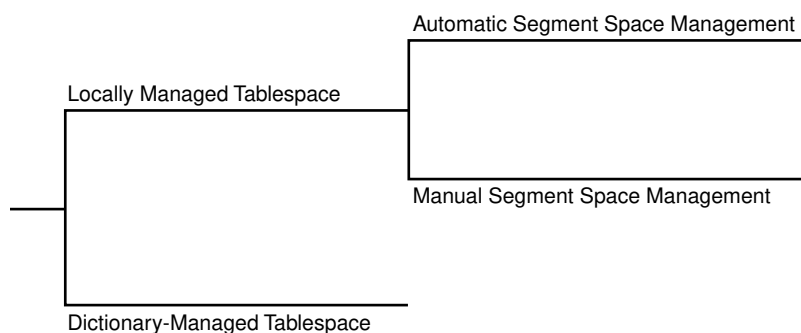 Automatic Segment Space Management
Locally Managed Tablespace
Manual Segment Space Management
Dictionary-Managed Tablespace